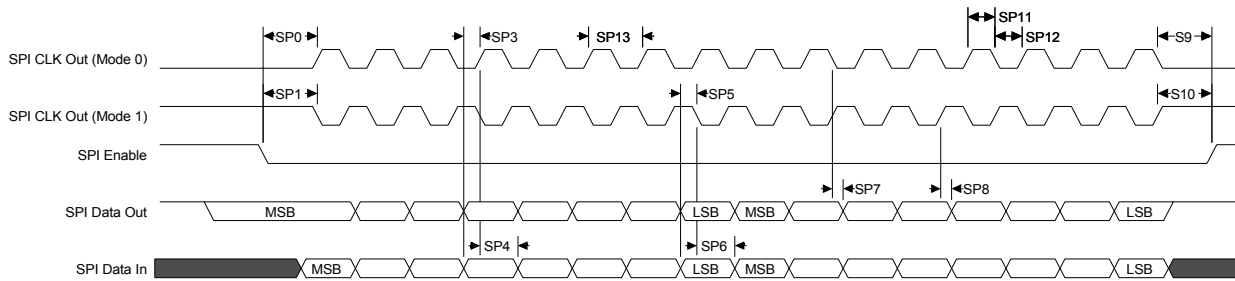 SP11
SP0 SP3 SP13 SP12 S9
SPI CLK Out (Mode 0)
SP1 SP5 S10
SPI CLK Out (Mode 1)
SPI Enable
SP7 SP8
SPI Data Out MSB LSB MSB LSB
SP4 SP6
SPI Data In MSB LSB MSB LSB